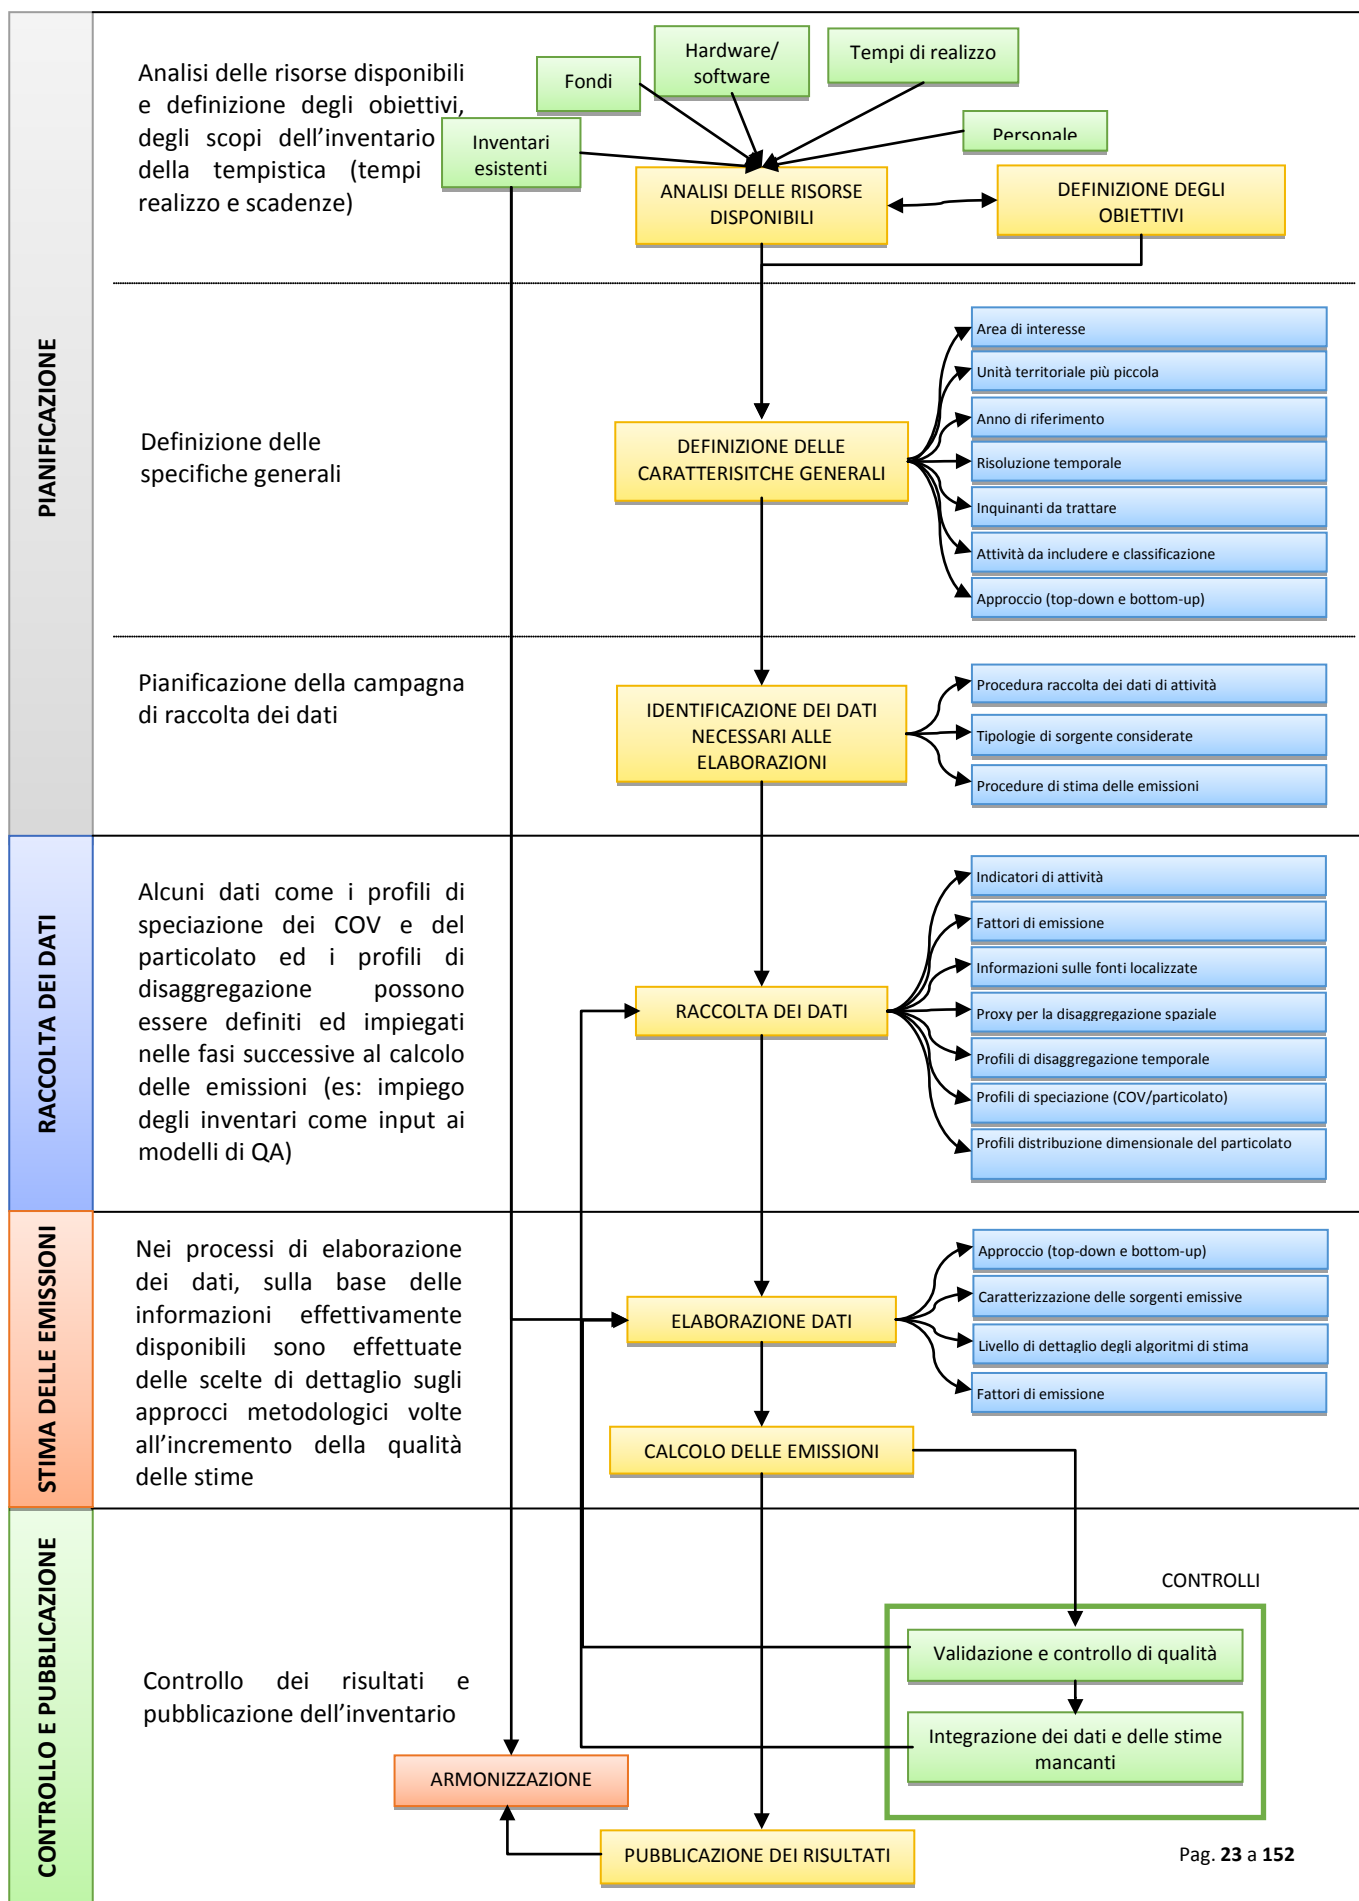 PIANIFICAZIONE
Analisi delle risorse disponibili
e definizione degli obiettivi,
degli scopi dell’inventario
della tempistica (tempi
realizzo e scadenze)
Inventari
esistenti
Fondi
Hardware/
software
Tempi di realizzo
Personale
ANALISI DELLE RISORSE
DISPONIBILI
DEFINIZIONE DEGLI
OBIETTIVI
Definizione delle
specifiche generali
DEFINIZIONE DELLE
CARATTERISITCHE GENERALI
Area di interesse
Unità territoriale più piccola
Anno di riferimento
Risoluzione temporale
Inquinanti da trattare
Attività da includere e classificazione
Approccio (top-down e bottom-up)
Pianificazione della campagna
di raccolta dei dati
IDENTIFICAZIONE DEI DATI
NECESSARI ALLE
ELABORAZIONI
Procedura raccolta dei dati di attività
Tipologie di sorgente considerate
Procedure di stima delle emissioni
RACCOLTA DEI DATI
Alcuni dati come i profili di
speciazione dei COV e del
particolato ed i profili di
disaggregazione possono
essere definiti ed impiegati
nelle fasi successive al calcolo
delle emissioni (es: impiego
degli inventari come input ai
modelli di QA)
RACCOLTA DEI DATI
Indicatori di attività
Fattori di emissione
Informazioni sulle fonti localizzate
Proxy per la disaggregazione spaziale
Profili di disaggregazione temporale
Profili di speciazione (COV/particolato)
Profili distribuzione dimensionale del particolato
STIMA DELLE EMISSIONI
Nei processi di elaborazione
dei dati, sulla base delle
informazioni effettivamente
disponibili sono effettuate
delle scelte di dettaglio sugli
approcci metodologici volte
all’incremento della qualità
delle stime
ELABORAZIONE DATI
Approccio (top-down e bottom-up)
Caratterizzazione delle sorgenti emissive
Livello di dettaglio degli algoritmi di stima
Fattori di emissione
CALCOLO DELLE EMISSIONI
CONTROLLO E PUBBLICAZIONE
Controllo dei risultati e
pubblicazione dell’inventario
CONTROLLI
Validazione e controllo di qualità
Integrazione dei dati e delle stime
mancanti
ARMONIZZAZIONE
PUBBLICAZIONE DEI RISULTATI
Pag. 23 a 152